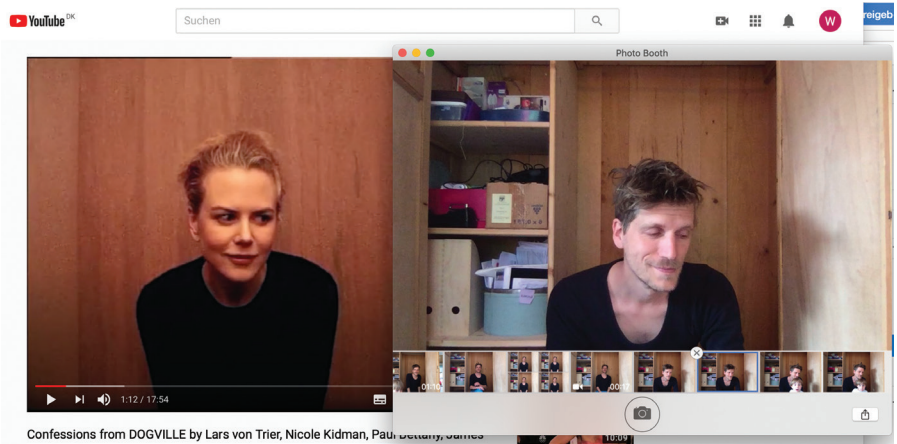 YouTube DK
Suchen
W
reigeb
Photo Booth
01:10
00:12
1:12 / 17:54
10:09
Confessions from DOGVILLE by Lars von Trier, Nicole Kidman, Paul Bettany, James